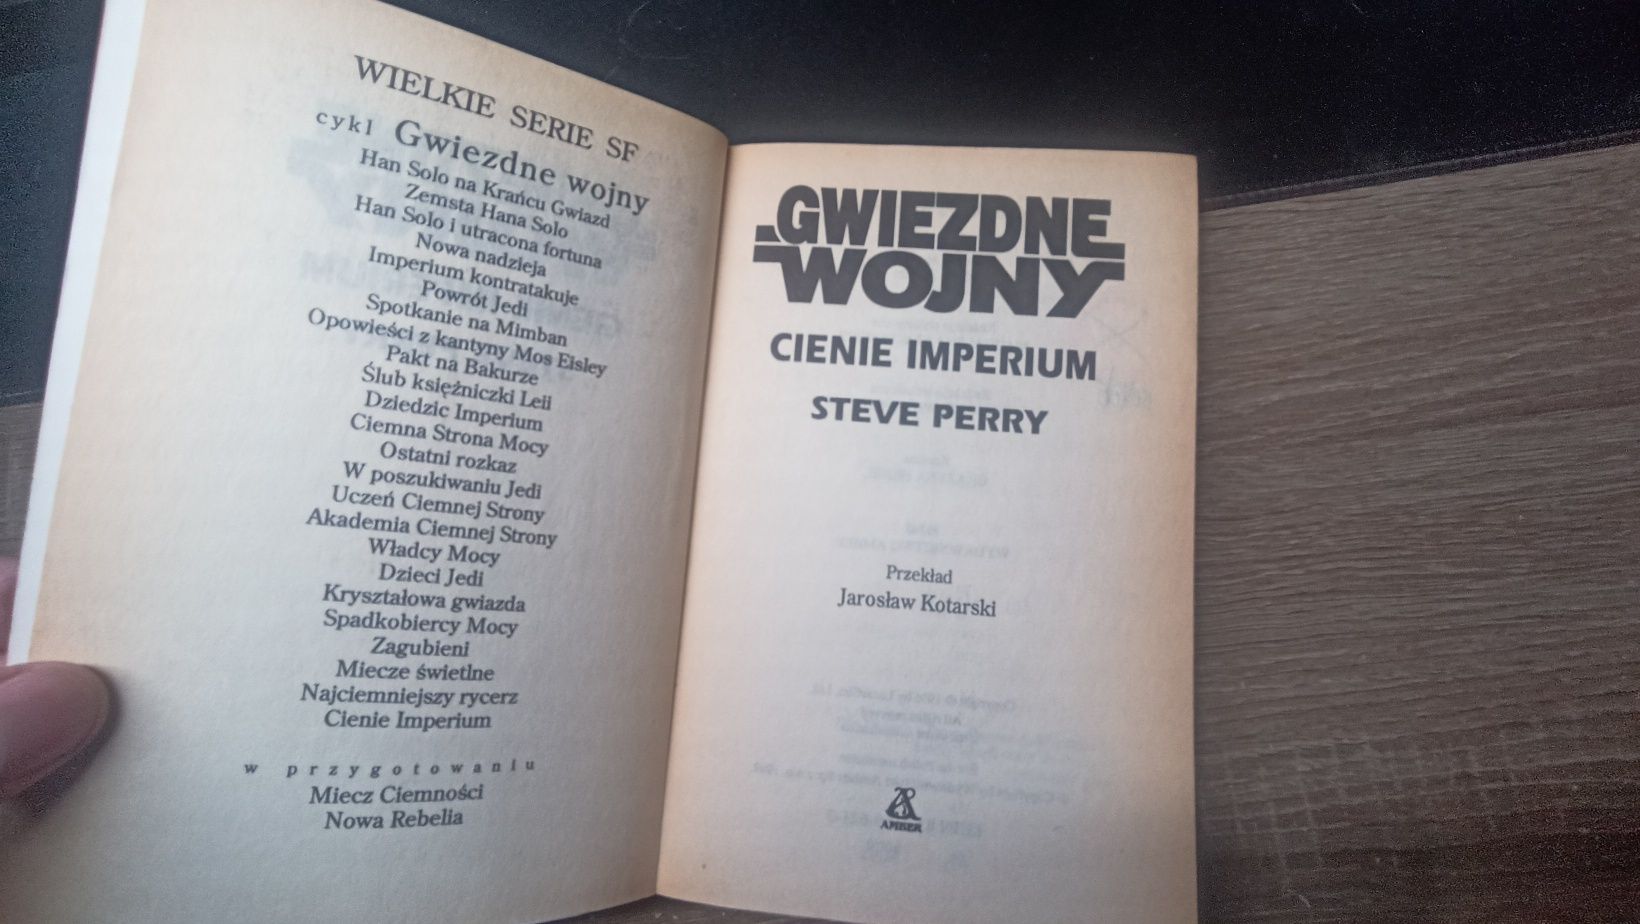 WIELKIE SERIE SF
cykl Gwiezdne wojny
Han Solo na Krańcu Gwiazd
Zemsta Hana Solo
Han Solo i utracona fortuna
Nowa nadzieja
Imperium kontratakuje
Powrót Jedi
Spotkanie na Mimban
Opowieści z kantyny Mos Eisley
Pakt na Bakurze
Ślub księżniczki Leii
Dziedzic Imperium
Ciemna Strona Mocy
Ostatni rozkaz
W poszukiwaniu Jedi
Uczeń Ciemnej Strony
Akademia Ciemnej Strony
Władcy Mocy
Dzieci Jedi
Kryształowa gwiazda
Spadkobiercy Mocy
Zagubieni
Miecze świetlne
Najciemniejszy rycerz
Cienie Imperium
w przygotowaniu
Miecz Ciemności
Nowa Rebelia
GWIEZDNE
WOJNY
CIENIE IMPERIUM
STEVE PERRY
Przekład
Jarosław Kotarski
AMBER